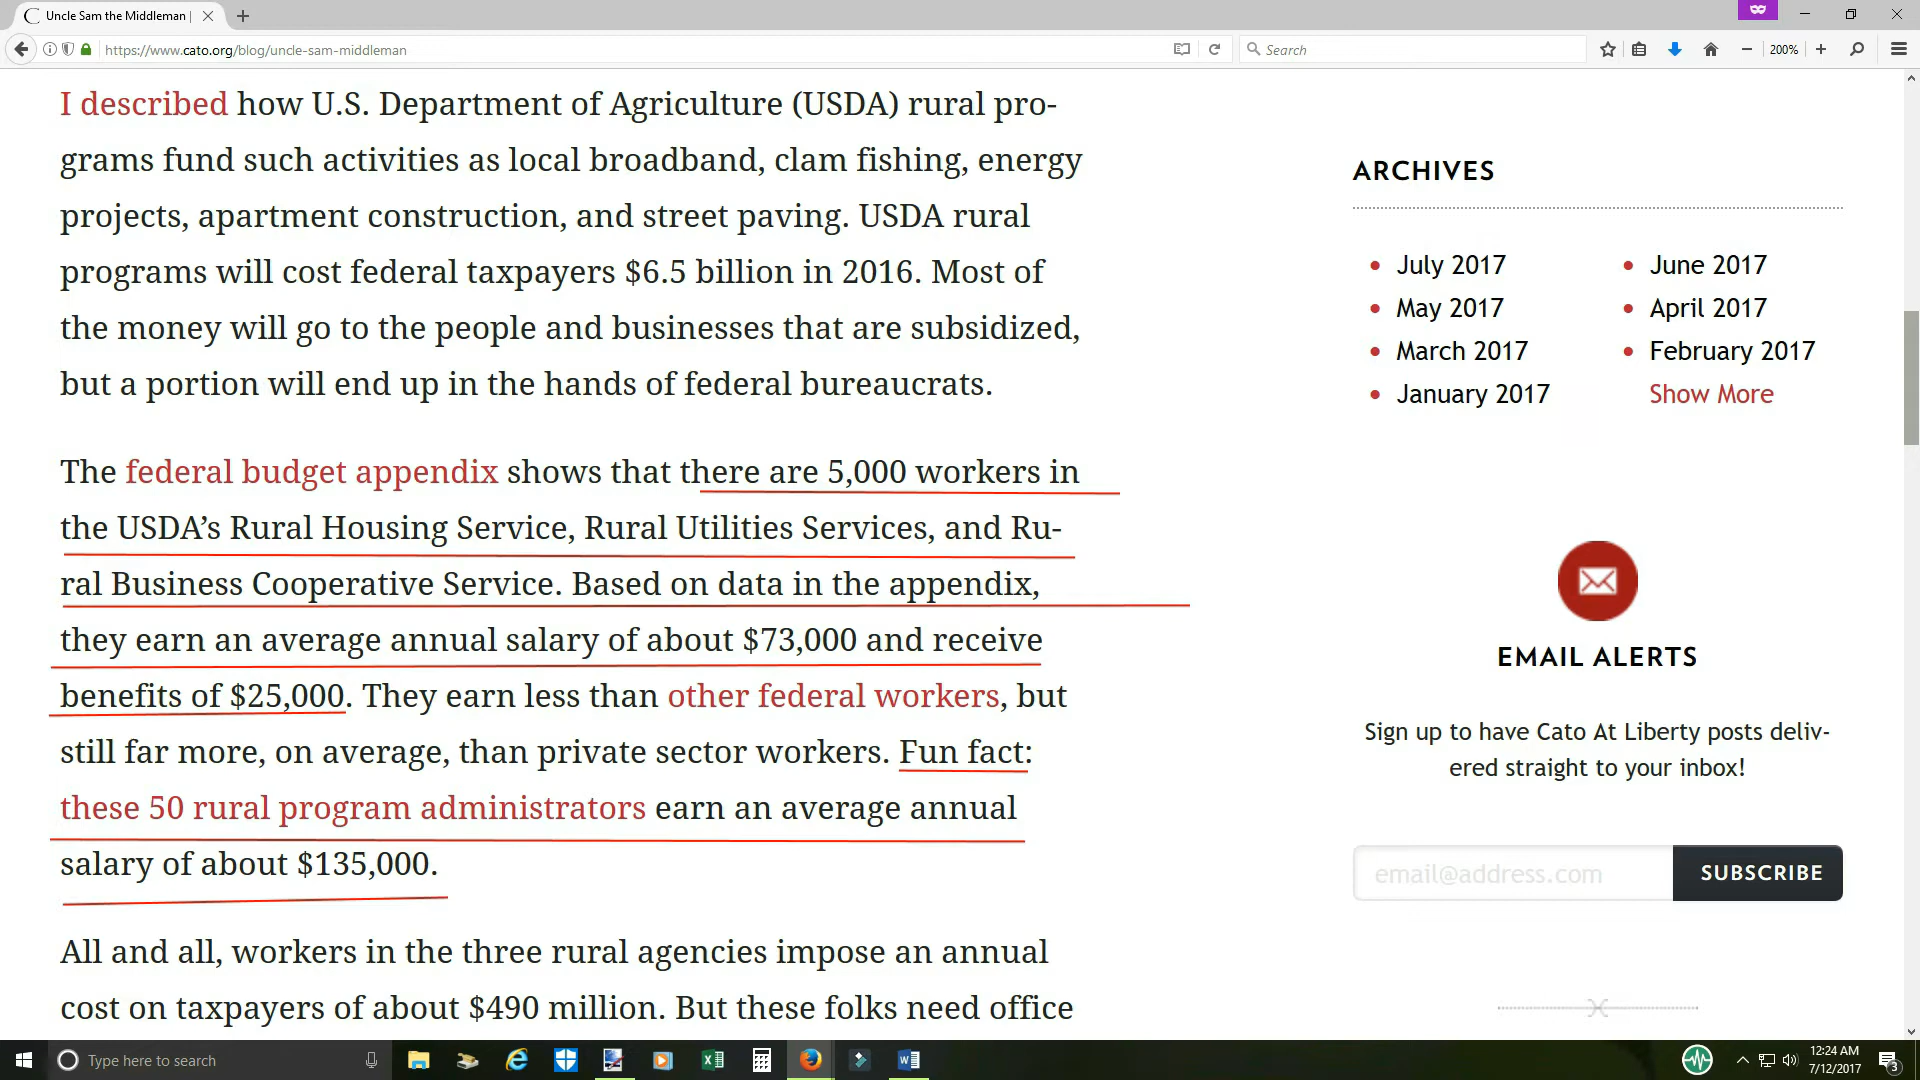 Uncle Sam the Middleman |
https://www.cato.org/blog/uncle-sam-middleman
Search
200%
I described how U.S. Department of Agriculture (USDA) rural pro-
grams fund such activities as local broadband, clam fishing, energy
projects, apartment construction, and street paving. USDA rural
programs will cost federal taxpayers $6.5 billion in 2016. Most of
the money will go to the people and businesses that are subsidized,
but a portion will end up in the hands of federal bureaucrats.
The federal budget appendix shows that there are 5,000 workers in
the USDA’s Rural Housing Service, Rural Utilities Services, and Ru-
ral Business Cooperative Service. Based on data in the appendix,
they earn an average annual salary of about $73,000 and receive
benefits of $25,000. They earn less than other federal workers, but
still far more, on average, than private sector workers. Fun fact:
these 50 rural program administrators earn an average annual
salary of about $135,000.
All and all, workers in the three rural agencies impose an annual
cost on taxpayers of about $490 million. But these folks need office
ARCHIVES
July 2017
June 2017
May 2017
April 2017
March 2017
February 2017
January 2017
Show More
EMAIL ALERTS
Sign up to have Cato At Liberty posts deliv-
ered straight to your inbox!
email@address.com
SUBSCRIBE
Type here to search
12:24 AM
7/12/2017
3